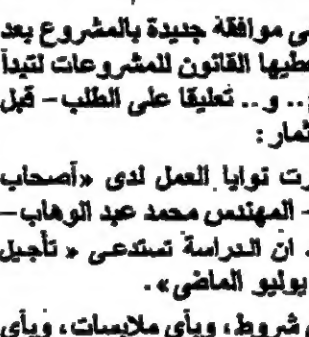 ى موافقة جديدة بالمشروع بعد
طيها القانون للمشروعات لتبدأ
.. و .. تعليقا على الطلب – قبل
ثمار :
رت نوايا العمل لدى «أصحاب
– المهندس محمد عبد الوهاب –
ان الدراسة تستدعى « تأجيل
يوليو الماضى» .
شروط ، وبأى ملابسات ، وبأى